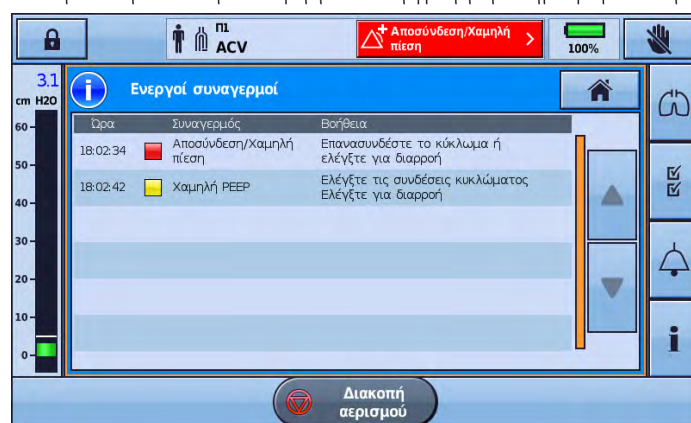 Π1
ACV
Αποσύνδεση/Χαμηλή
πίεση
100%
3.1
cm H2O
Ενεργοί συναγερμοί
Ώρα Συναγερμός Βοήθεια
18:02:34 Αποσύνδεση/Χαμηλή Επανασυνδέστε το κύκλωμα ή
πίεση ελέγξτε για διαρροή
18:02:42 Χαμηλή PEEP Ελέγξτε τις συνδέσεις κυκλώματος
Ελέγξτε για διαρροή
60
50
40
30
20
10
0
Διακοπή
αερισμού